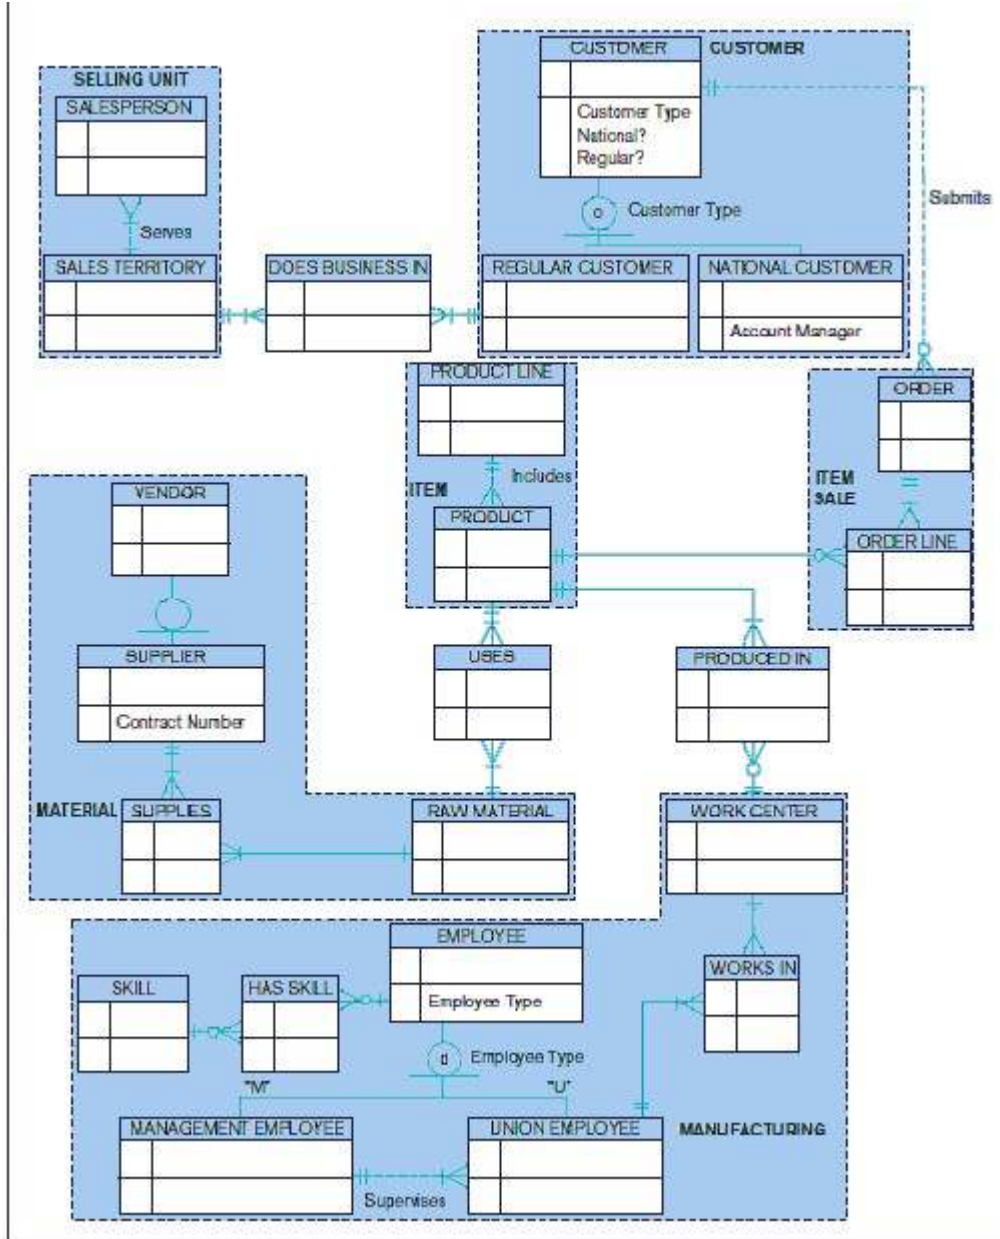 SELLING UNIT
SALESPERSON
Serves
SALES TERRITORY
DOES BUSINESS IN
CUSTOMER
CUSTOMER
Customer Type
National?
Regular?
o
Customer Type
REGULAR CUSTOMER
NATIONAL CUSTOMER
Account Manager
Submits
PRODUCT LINE
Includes
ITEM
PRODUCT
ORDER
ITEM
SALE
ORDER LINE
VENDOR
SUPPLIER
Contract Number
USES
PRODUCED IN
MATERIAL
SUPPLIES
RAW MATERIAL
WORK CENTER
EMPLOYEE
Employee Type
SKILL
HAS SKILL
WORKS IN
d
Employee Type
"M"
"U"
MANAGEMENT EMPLOYEE
UNION EMPLOYEE
MANUFACTURING
Supervises